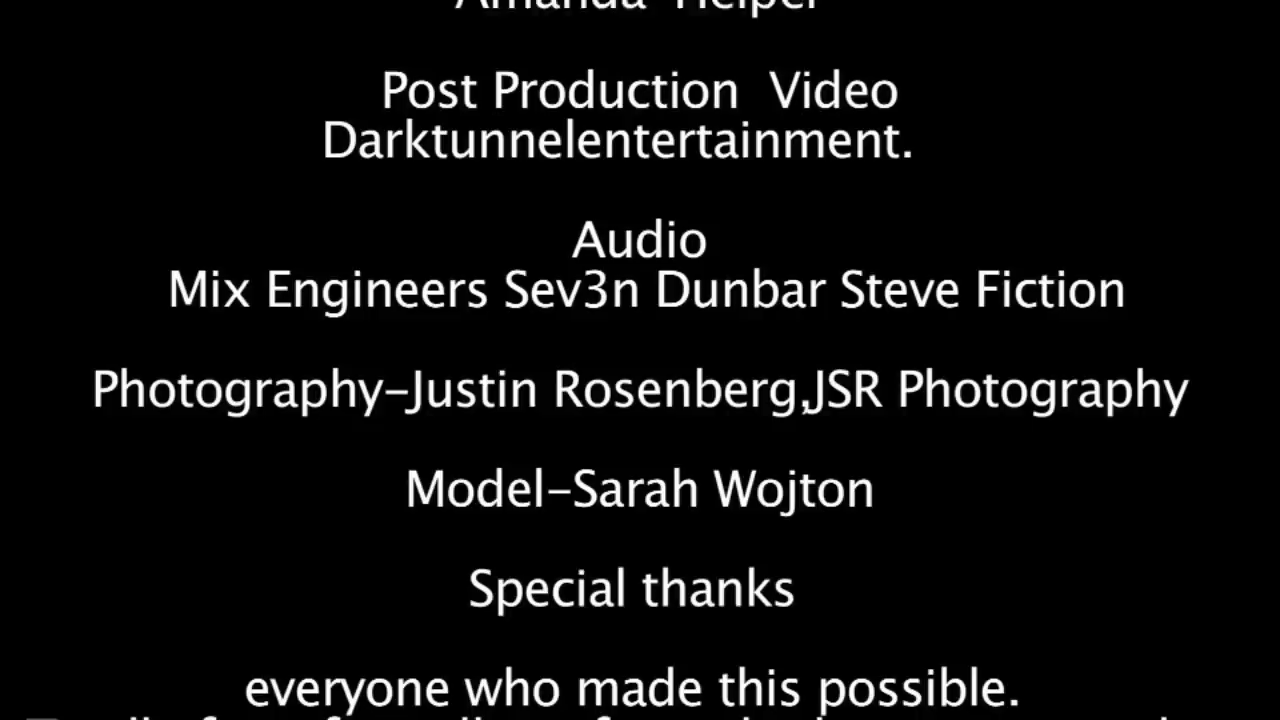 Amanda Helper
Post Production Video
Darktunnelentertainment.
Audio
Mix Engineers Sev3n Dunbar Steve Fiction
Photography-Justin Rosenberg,JSR Photography
Model-Sarah Wojton
Special thanks
everyone who made this possible.